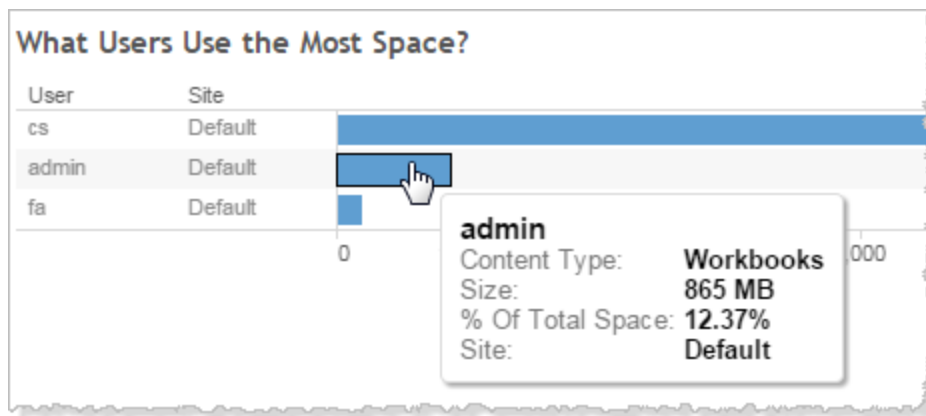 What Users Use the Most Space?
User Site
cs Default
admin Default
fa Default
0 ,000
admin
Content Type: Workbooks
Size: 865 MB
% Of Total Space: 12.37%
Site: Default